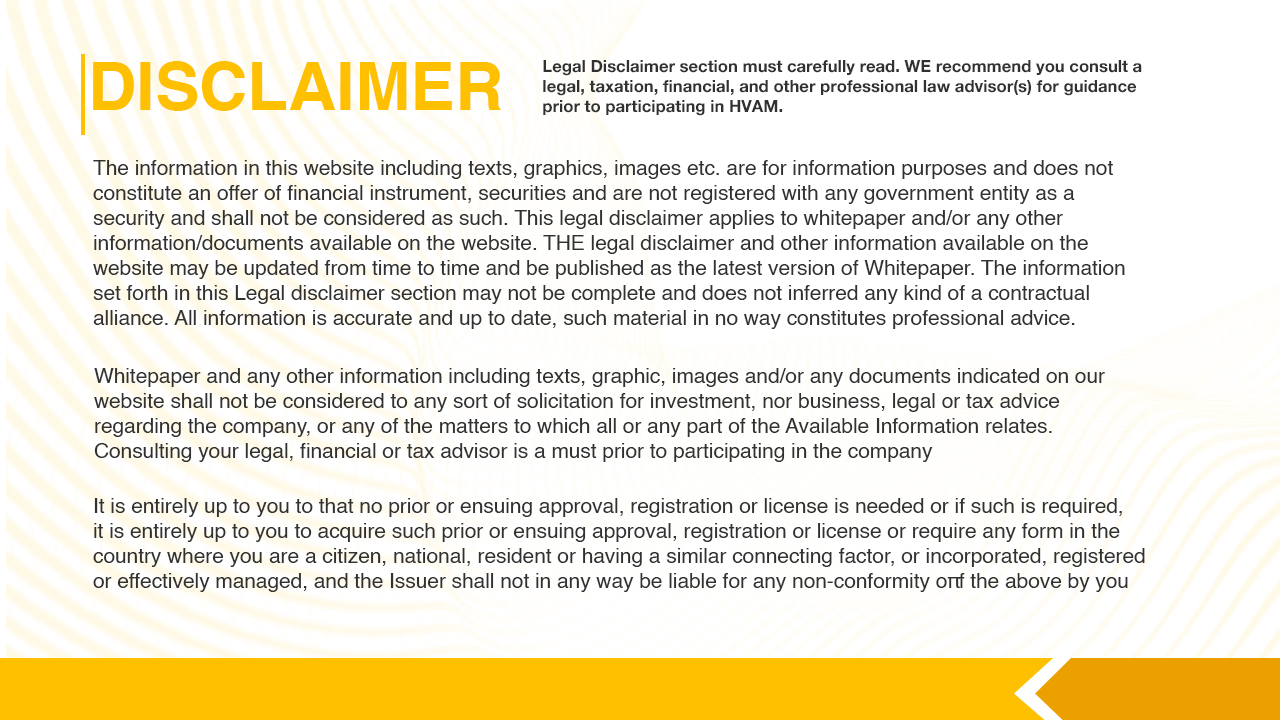 DISCLAIMER
Legal Disclaimer section must carefully read. WE recommend you consult a
legal, taxation, financial, and other professional law advisor(s) for guidance
prior to participating in HVAM.
The information in this website including texts, graphics, images etc. are for information purposes and does not
constitute an offer of financial instrument, securities and are not registered with any government entity as a
security and shall not be considered as such. This legal disclaimer applies to whitepaper and/or any other
information/documents available on the website. THE legal disclaimer and other information available on the
website may be updated from time to time and be published as the latest version of Whitepaper. The information
set forth in this Legal disclaimer section may not be complete and does not inferred any kind of a contractual
alliance. All information is accurate and up to date, such material in no way constitutes professional advice.
Whitepaper and any other information including texts, graphic, images and/or any documents indicated on our
website shall not be considered to any sort of solicitation for investment, nor business, legal or tax advice
regarding the company, or any of the matters to which all or any part of the Available Information relates.
Consulting your legal, financial or tax advisor is a must prior to participating in the company
It is entirely up to you to that no prior or ensuing approval, registration or license is needed or if such is required,
it is entirely up to you to acquire such prior or ensuing approval, registration or license or require any form in the
country where you are a citizen, national, resident or having a similar connecting factor, or incorporated, registered
or effectively managed, and the Issuer shall not in any way be liable for any non-conformity oπf the above by you